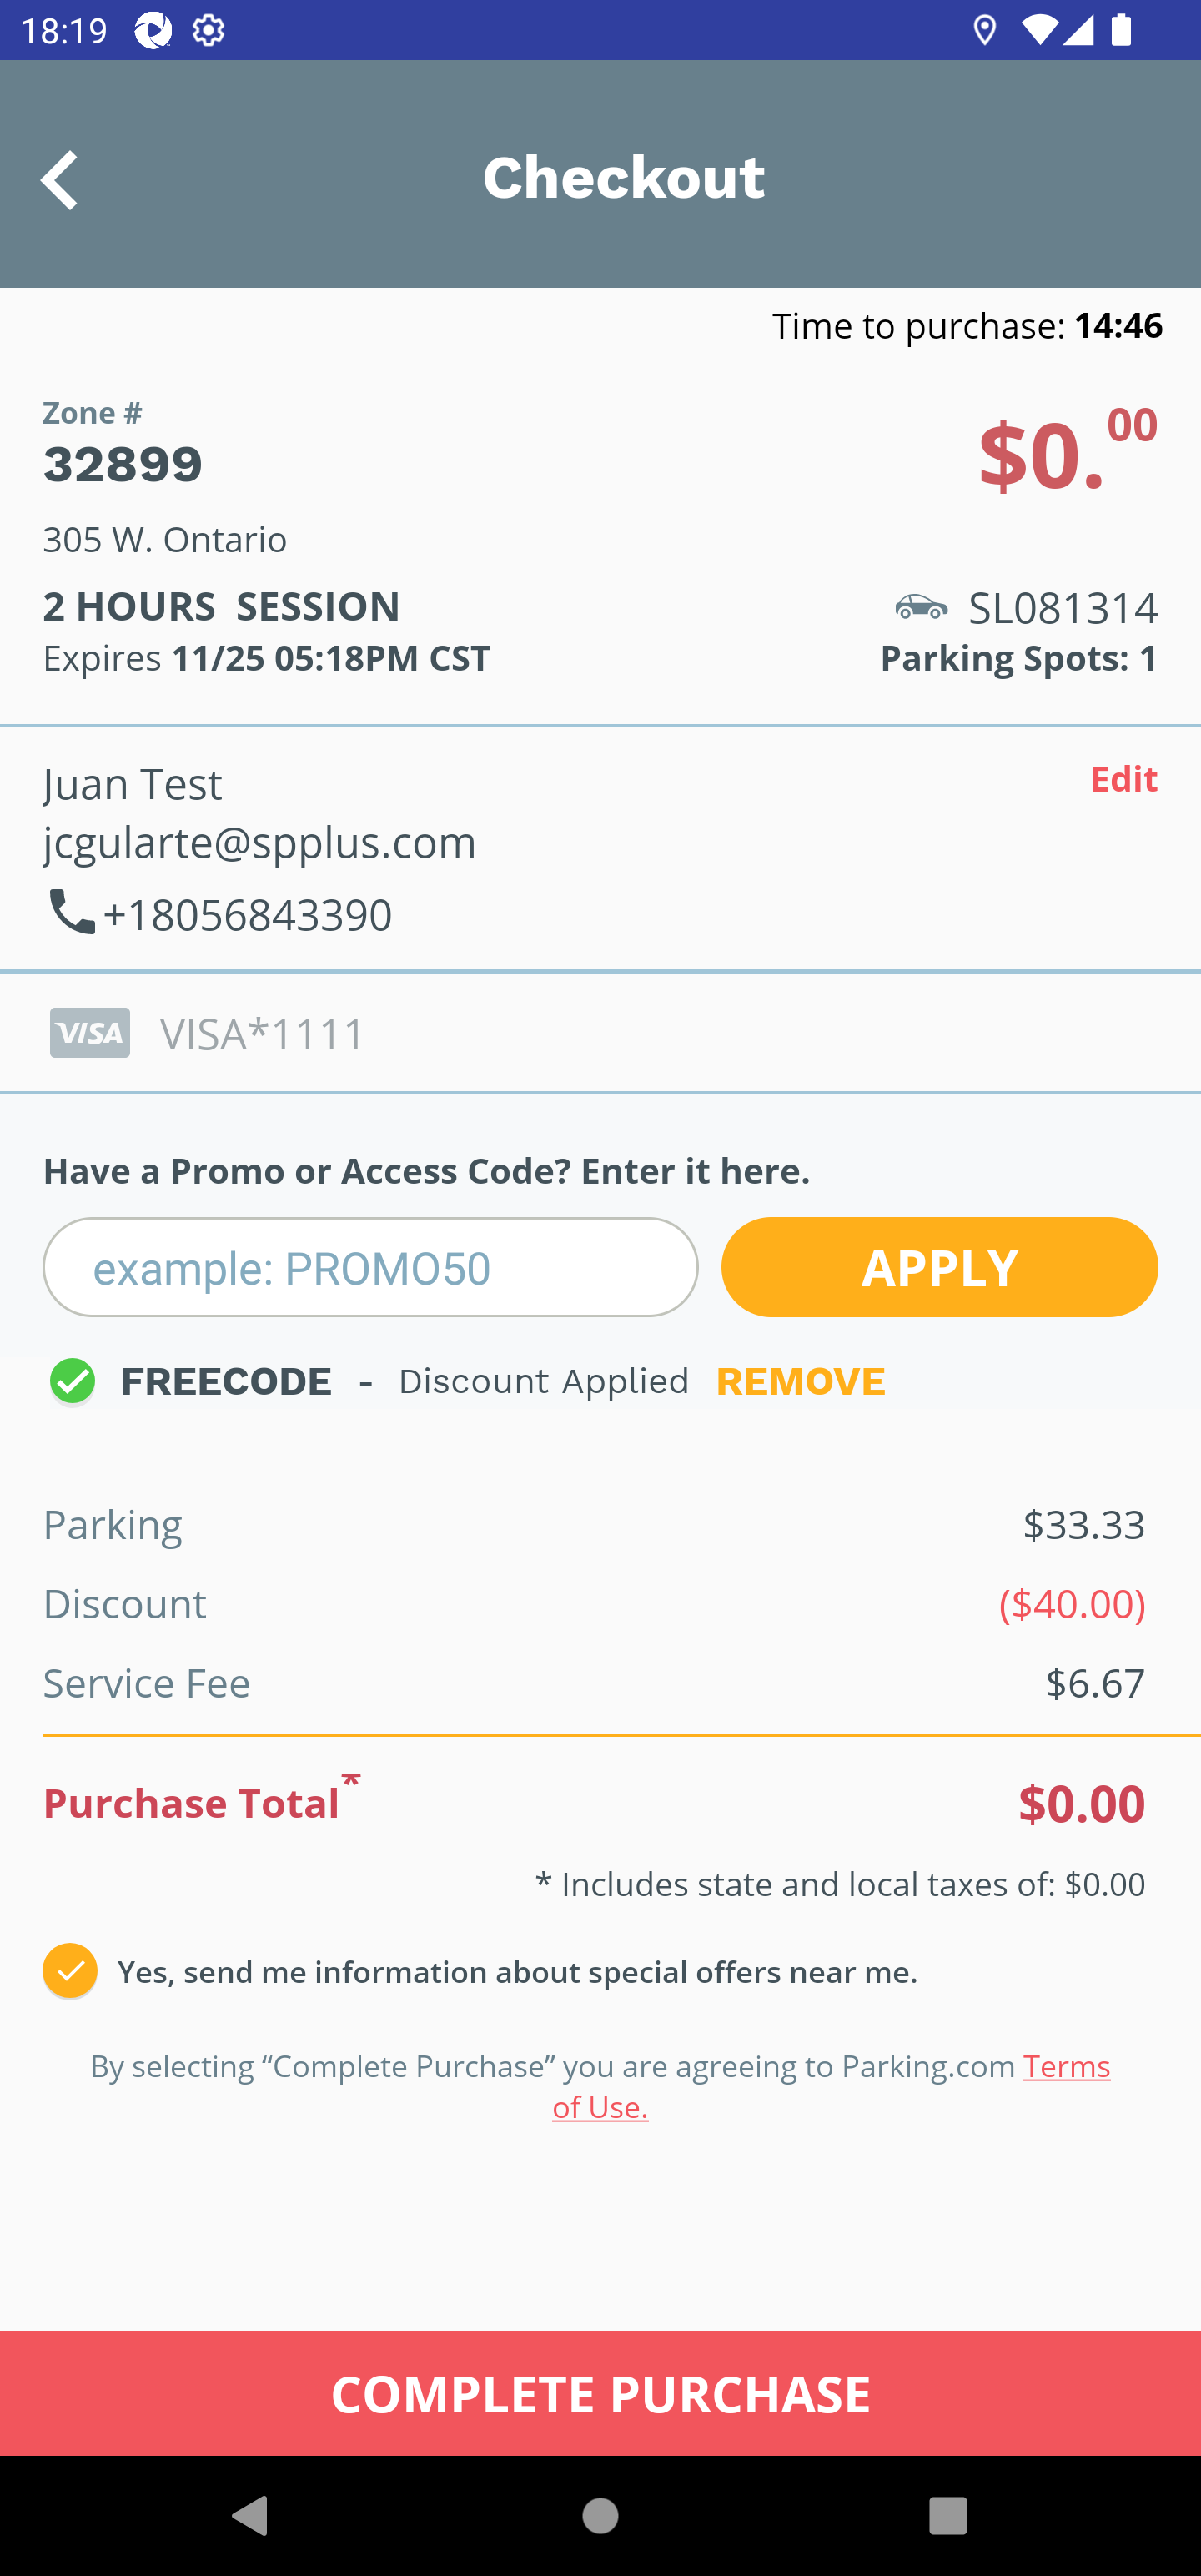 18:19
Checkout
Time to purchase: 14:46
Zone #
32899
$0.00
305 W. Ontario
2 HOURS  SESSION
SL081314
Expires 11/25 05:18PM CST
Parking Spots: 1
Juan Test
Edit
jcgularte@spplus.com
+18056843390
VISA VISA*1111
Have a Promo or Access Code? Enter it here.
example: PROMO50
APPLY
FREECODE - Discount Applied REMOVE
Parking $33.33
Discount ($40.00)
Service Fee $6.67
Purchase Total* $0.00
* Includes state and local taxes of: $0.00
Yes, send me information about special offers near me.
By selecting “Complete Purchase” you are agreeing to Parking.com Terms
of Use.
COMPLETE PURCHASE